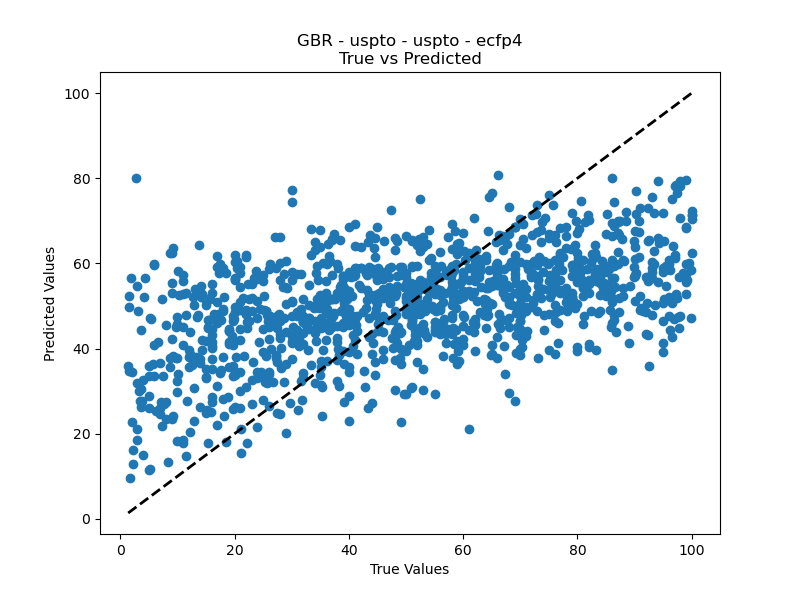 GBR - uspto - uspto - ecfp4
True vs Predicted
100
80
60
40
20
0
Predicted Values
0 20 40 60 80 100
True Values